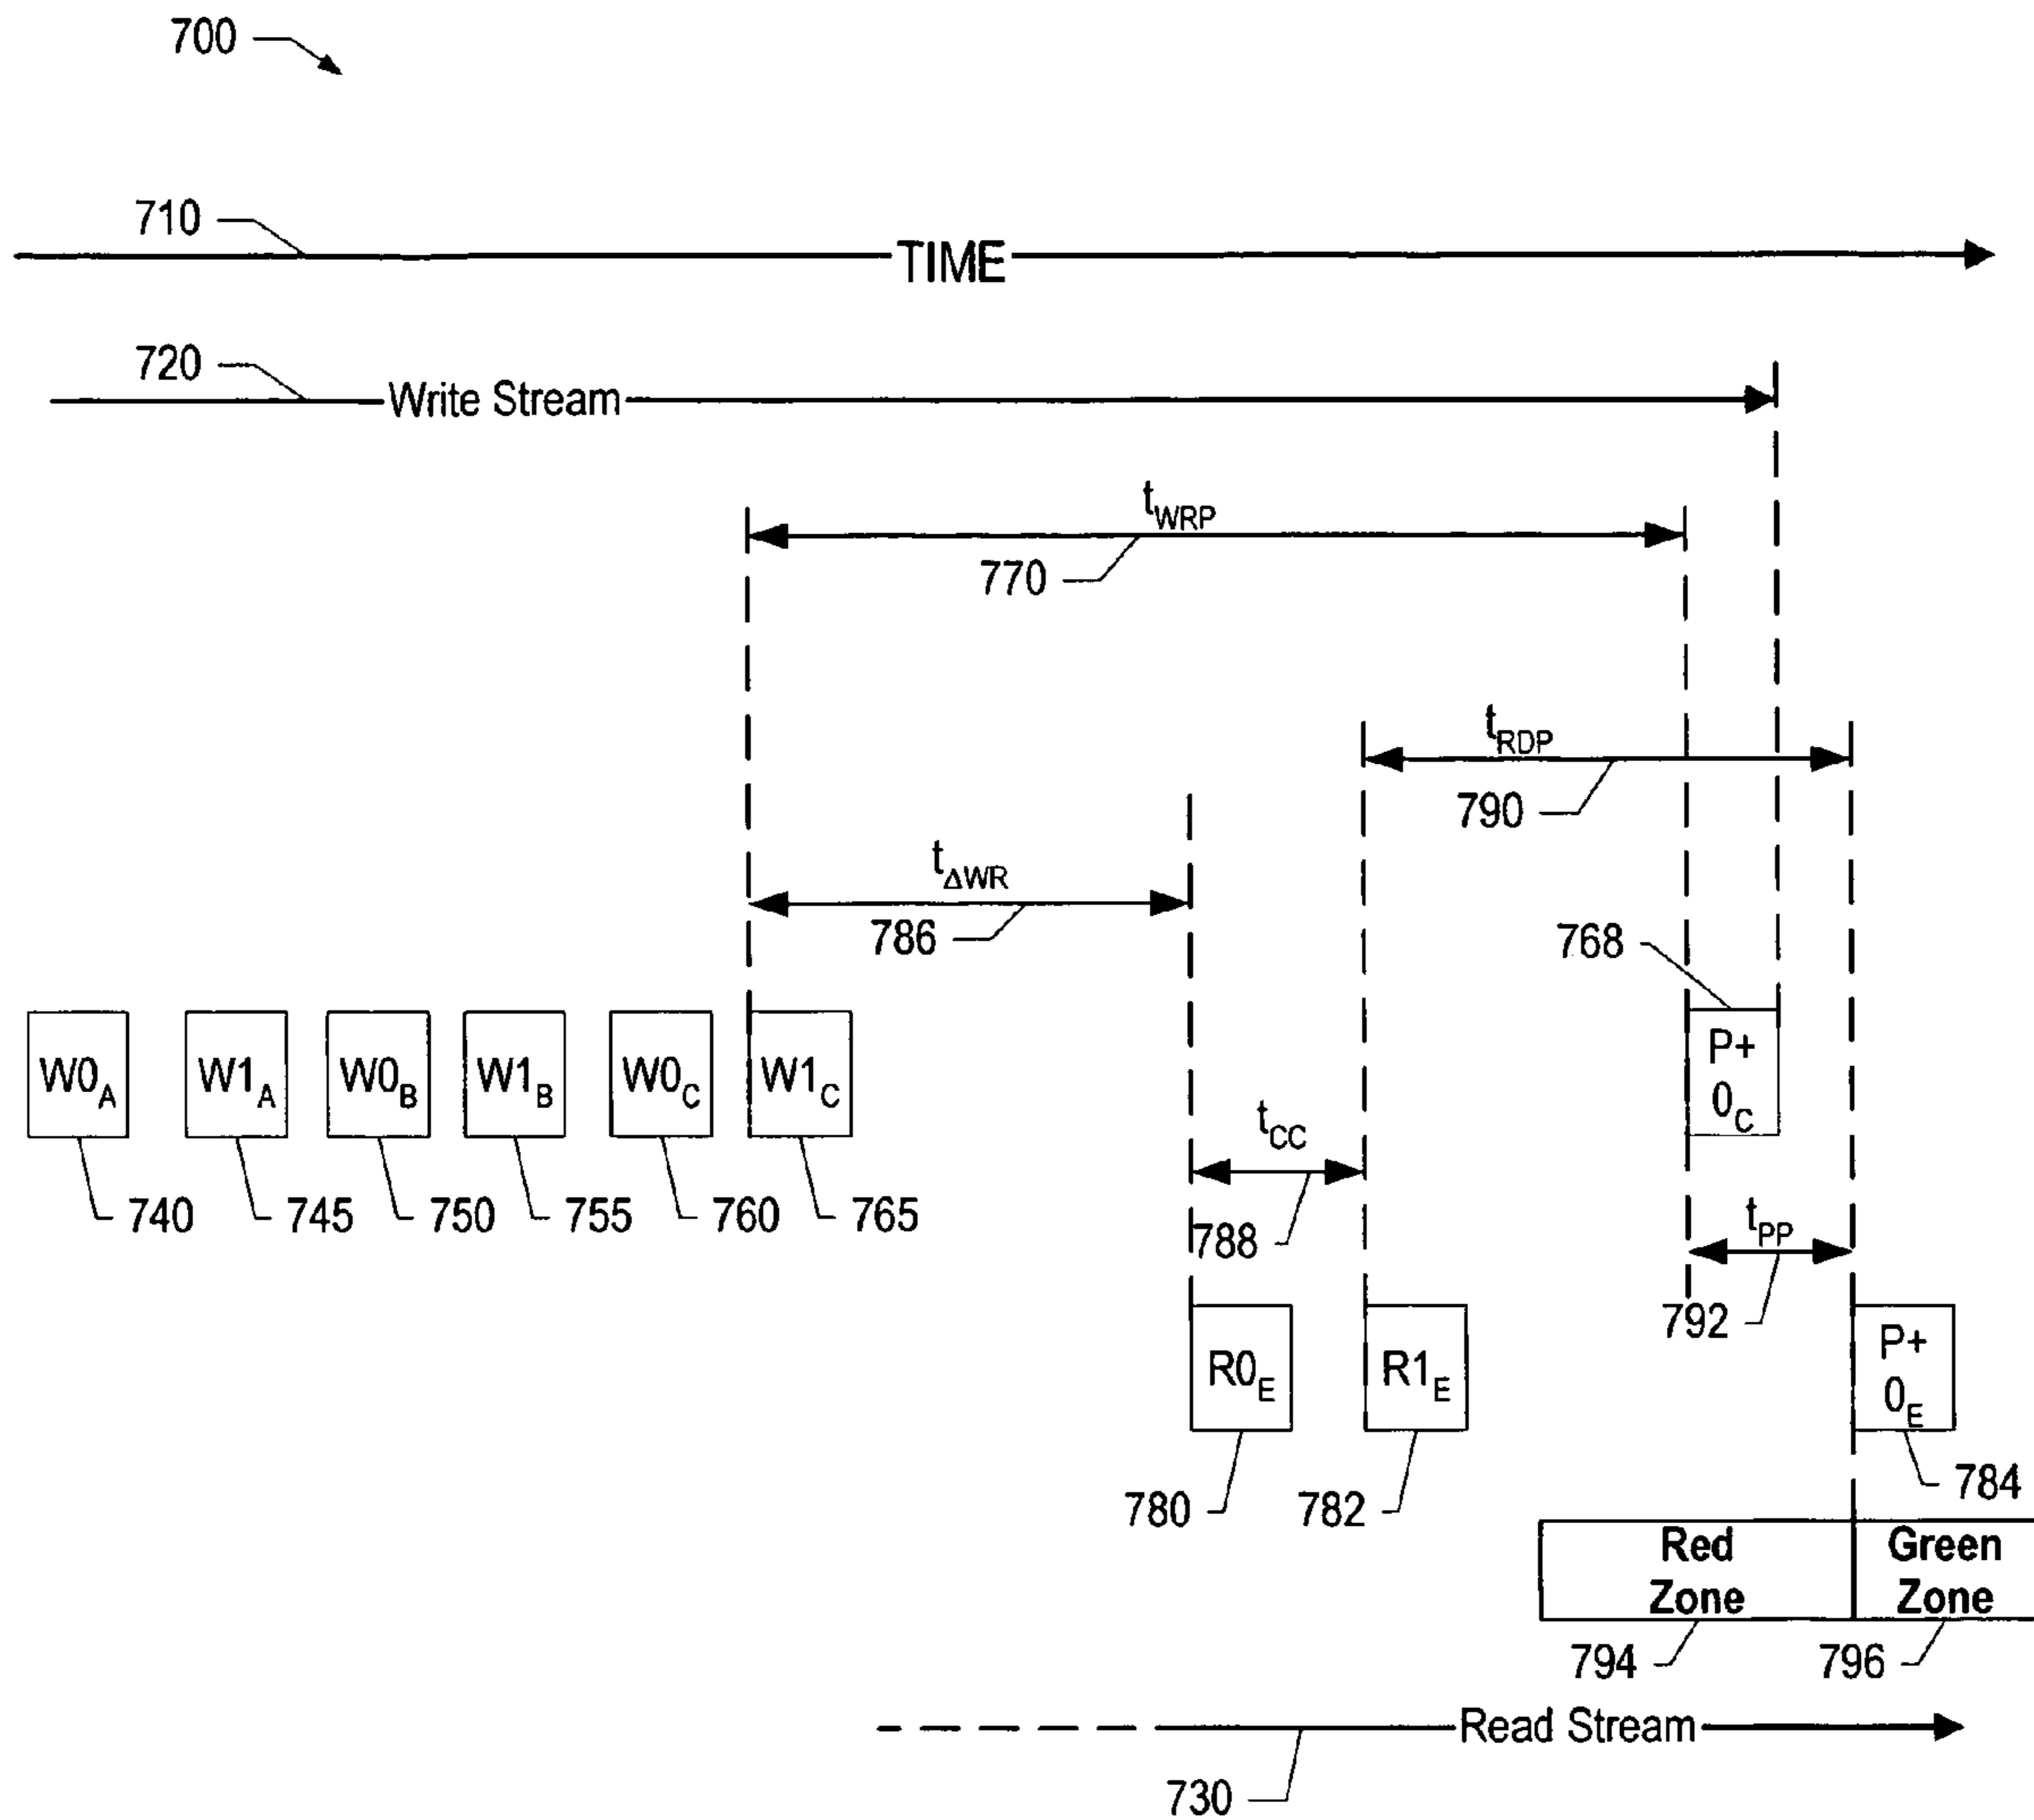 700
710
TIME
720
Write Stream
tWRP
770
tRDP
790
tΔWR
786
768
W0A W1A W0B W1B W0C W1C
P+
0C
tCC
740 745 750 755 760 765
788
tPP
792
R0E R1E
P+
0E
780 782
784
Red
Zone
Green
Zone
794 796
Read Stream
730